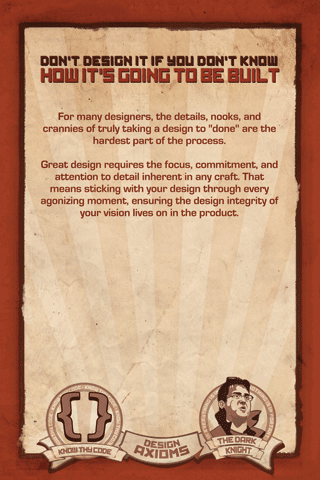 DON'T DESIGN IT IF YOU DON'T KNOW
HOW IT'S GOING TO BE BUILT
For many designers, the details, nooks, and
crannies of truly taking a design to "done" are the
hardest part of the process.
Great design requires the focus, commitment, and
attention to detail inherent in any craft. That
means sticking with your design through every
agonizing moment, ensuring the design integrity of
your vision lives on in the product.
{ }
KNOW THY CODE
DESIGN
AXIOMS
THE DARK
KNIGHT